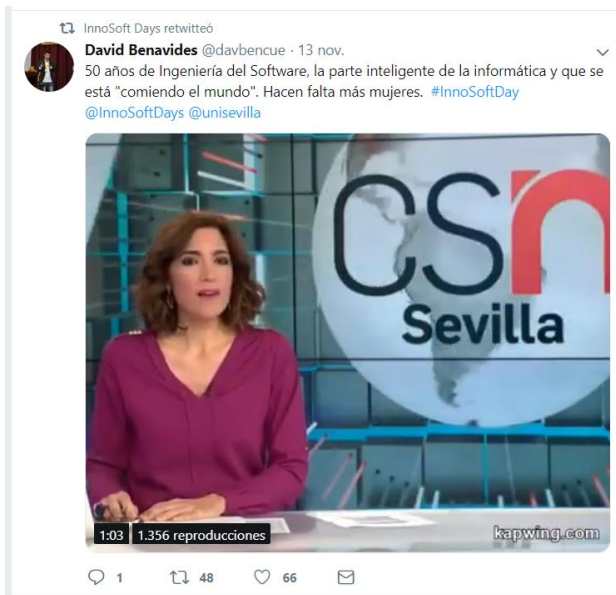 InnoSoft Days retwitteó
David Benavides @davbencue · 13 nov.
50 años de Ingeniería del Software, la parte inteligente de la informática y que se
está "comiendo el mundo". Hacen falta más mujeres. #InnoSoftDay
@InnoSoftDays @unisevilla
CSn
Sevilla
1:03 1.356 reproducciones
kapwing.com
1 48 66